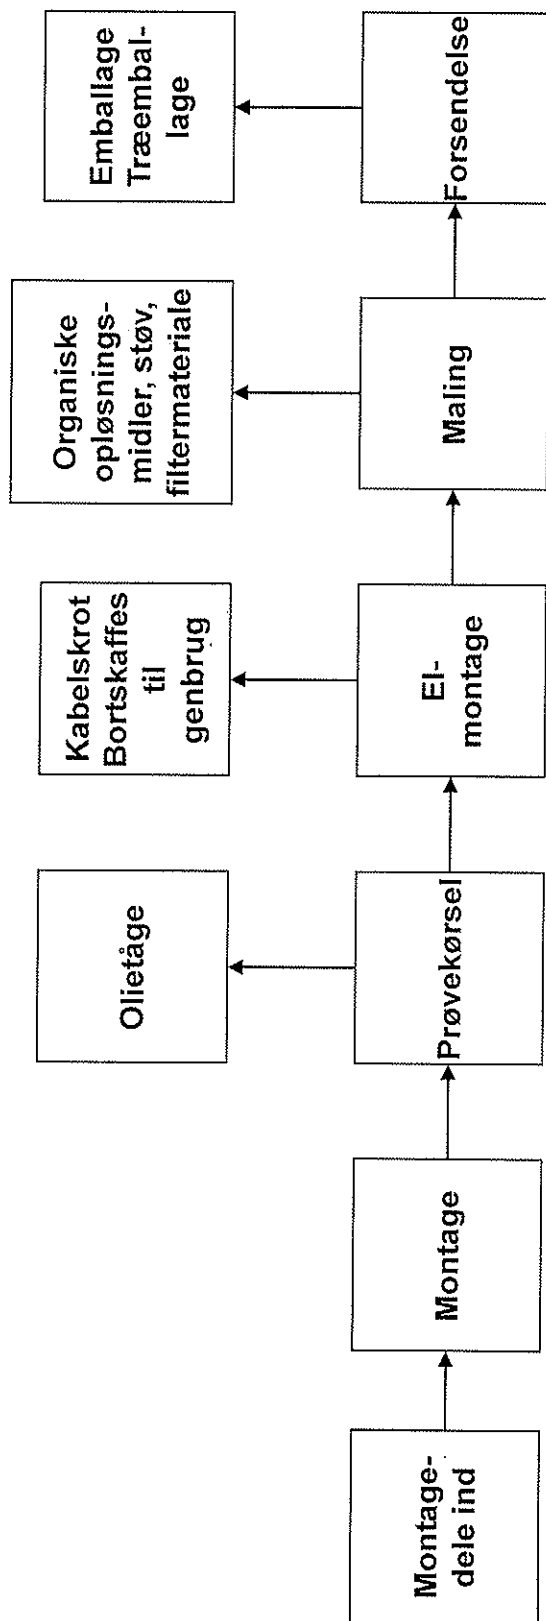 Olietåge
Kabelskrot
Bortskaffes
til
genbrug
Organiske
opløsnings-
midler, støv,
filtermateriale
Emballage
Træembal-
lage
Montage-
dele ind
Montage
Prøvekørsel
El-
montage
Maling
Forsendelse